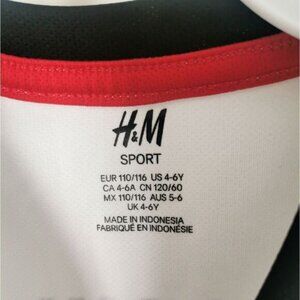 H&M
SPORT
EUR 110/116 US 4-6Y
CA 4-6A CN 120/60
MX 110/116 AUS 5-6
UK 4-6Y
MADE IN INDONESIA
FABRIQUÉ EN INDONÉSIE